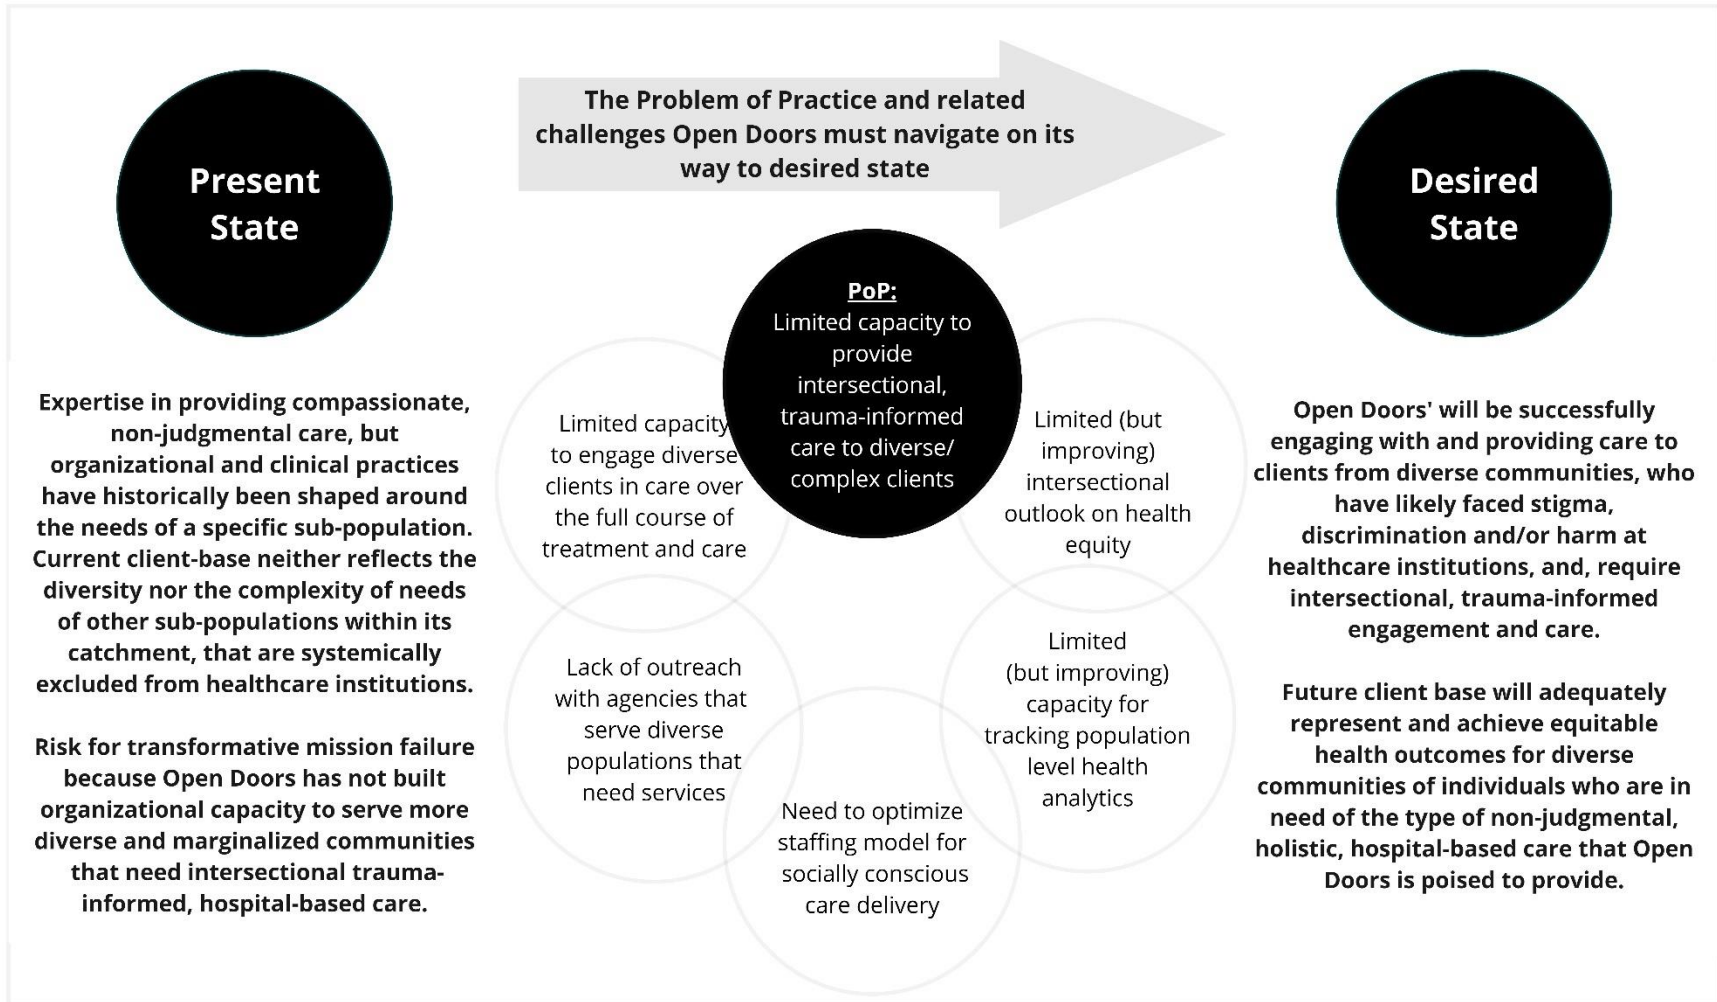 The Problem of Practice and related
challenges Open Doors must navigate on its
way to desired state
Present
State
Expertise in providing compassionate,
non-judgmental care, but
organizational and clinical practices
have historically been shaped around
the needs of a specific sub-population.
Current client-base neither reflects the
diversity nor the complexity of needs
of other sub-populations within its
catchment, that are systemically
excluded from healthcare institutions.
Risk for transformative mission failure
because Open Doors has not built
organizational capacity to serve more
diverse and marginalized communities
that need intersectional trauma-
informed, hospital-based care.
PoP:
Limited capacity to
provide
intersectional,
trauma-informed
care to diverse/
complex clients
Limited capacity
to engage diverse
clients in care over
the full course of
treatment and care
Lack of outreach
with agencies that
serve diverse
populations that
need services
Need to optimize
staffing model for
socially conscious
care delivery
Limited
(but improving)
capacity for
tracking population
level health
analytics
Limited (but
improving)
intersectional
outlook on health
equity
Desired
State
Open Doors' will be successfully
engaging with and providing care to
clients from diverse communities, who
have likely faced stigma,
discrimination and/or harm at
healthcare institutions, and, require
intersectional, trauma-informed
engagement and care.
Future client base will adequately
represent and achieve equitable
health outcomes for diverse
communities of individuals who are in
need of the type of non-judgmental,
holistic, hospital-based care that Open
Doors is poised to provide.